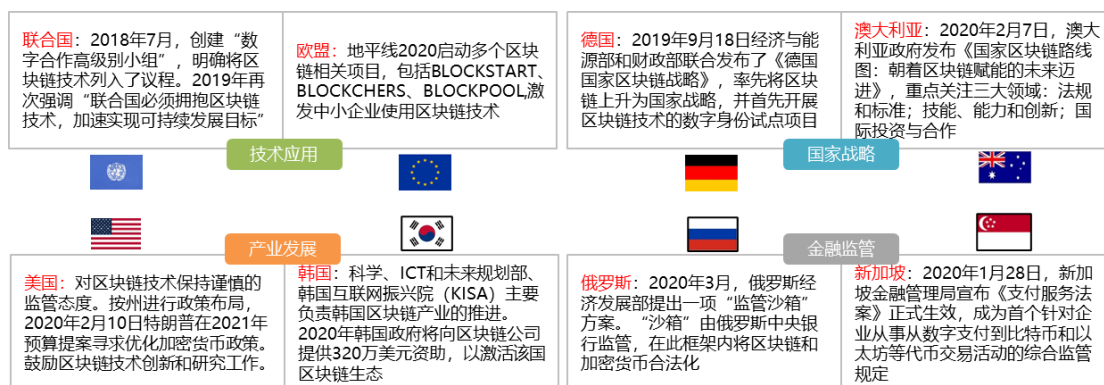 联合国：2018年7月，创建“数
字合作高级别小组”，明确将区
块链技术列入了议程。2019年再
次强调“联合国必须拥抱区块链
技术，加速实现可持续发展目标”
欧盟：地平线2020启动多个区块
链相关项目，包括BLOCKSTART、
BLOCKCHERS、BLOCKPOOL,激
发中小企业使用区块链技术
技术应用
德国：2019年9月18日经济与能
源部和财政部联合发布了《德国
国家区块链战略》，率先将区块
链上升为国家战略，并首先开展
区块链技术的数字身份试点项目
澳大利亚：2020年2月7日，澳大
利亚政府发布《国家区块链路线
图：朝着区块链赋能的未来迈
进》，重点关注三大领域：法规
和标准；技能、能力和创新；国
际投资与合作
国家战略
产业发展
美国：对区块链技术保持谨慎的
监管态度。按州进行政策布局，
2020年2月10日特朗普在2021年
预算提案寻求优化加密货币政策。
鼓励区块链技术创新和研究工作。
韩国：科学、ICT和未来规划部、
韩国互联网振兴院（KISA）主要
负责韩国区块链产业的推进。
2020年韩国政府将向区块链公司
提供320万美元资助，以激活该国
区块链生态
金融监管
俄罗斯：2020年3月，俄罗斯经
济发展部提出一项“监管沙箱”
方案。“沙箱”由俄罗斯中央银
行监管，在此框架内将区块链和
加密货币合法化
新加坡：2020年1月28日，新加
坡金融管理局宣布《支付服务法
案》正式生效，成为首个针对企
业从事从数字支付到比特币和以
太坊等代币交易活动的综合监管
规定